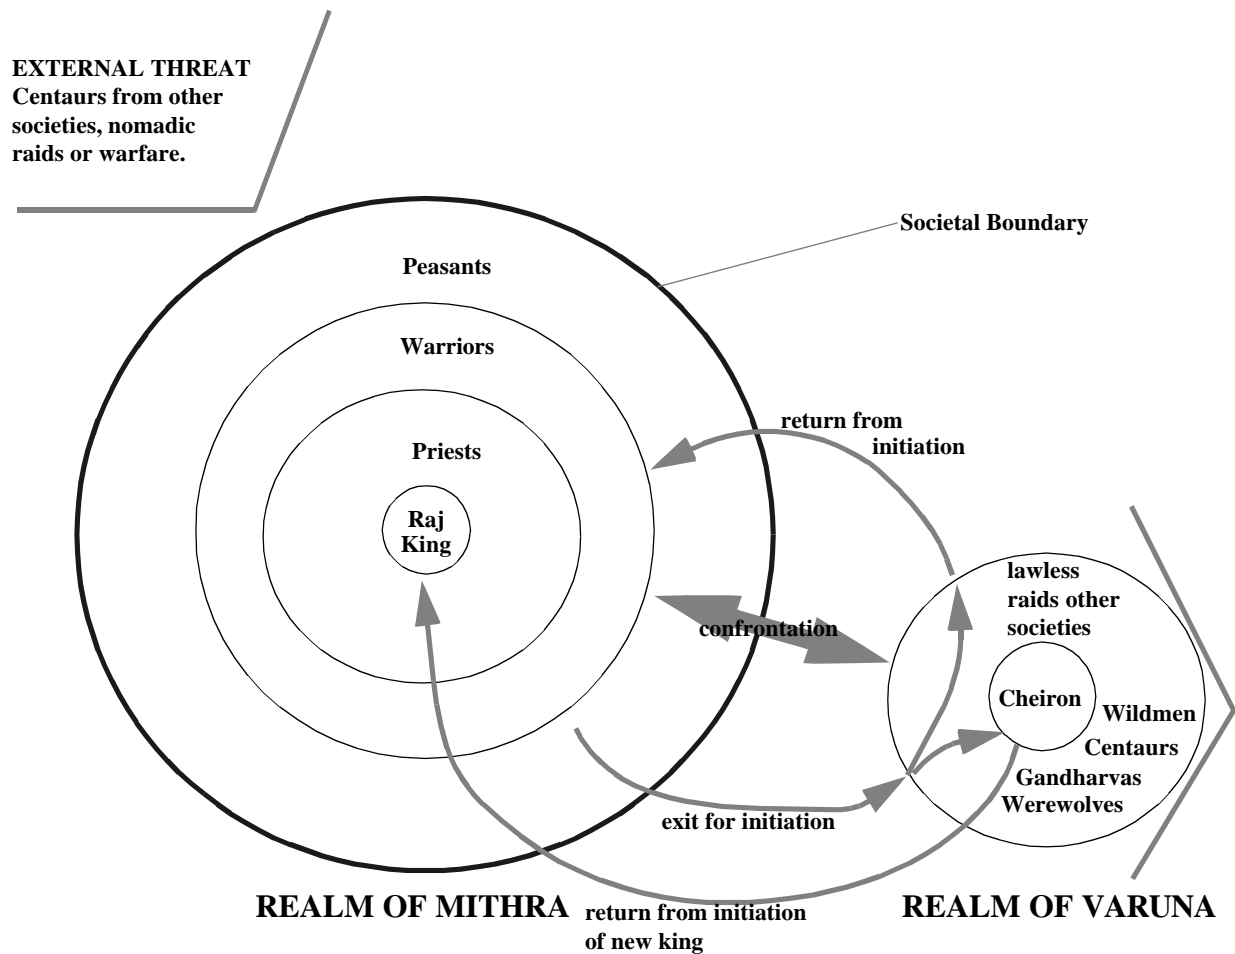 EXTERNAL THREAT
Centaurs from other
societies, nomadic
raids or warfare.
Societal Boundary
Peasants
Warriors
Priests
Raj
King
return from
initiation
confrontation
lawless
raids other
societies
Cheiron
Wildmen
Centaurs
Gandharvas
Werewolves
exit for initiation
REALM OF MITHRA
return from initiation
of new king
REALM OF VARUNA